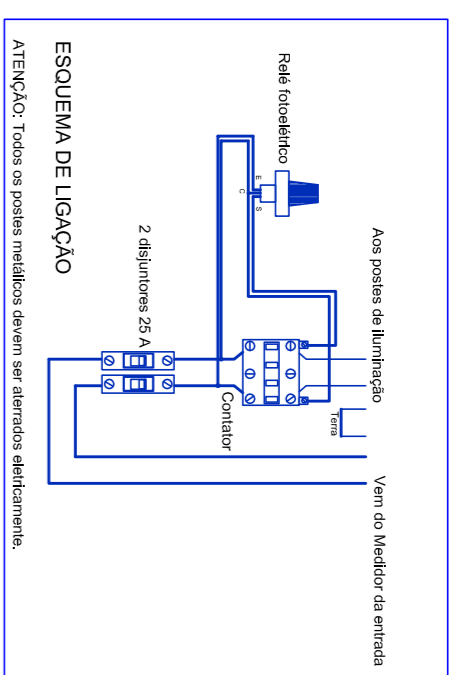 Aos postes de iluminação
Vem do Medidor da entrada
Terra
Relé fotoelétrico
E
C
S
Contator
2 disjuntores 25 A
ESQUEMA DE LIGAÇÃO
ATENÇÃO: Todos os postes metálicos devem ser aterrados eletricamente.